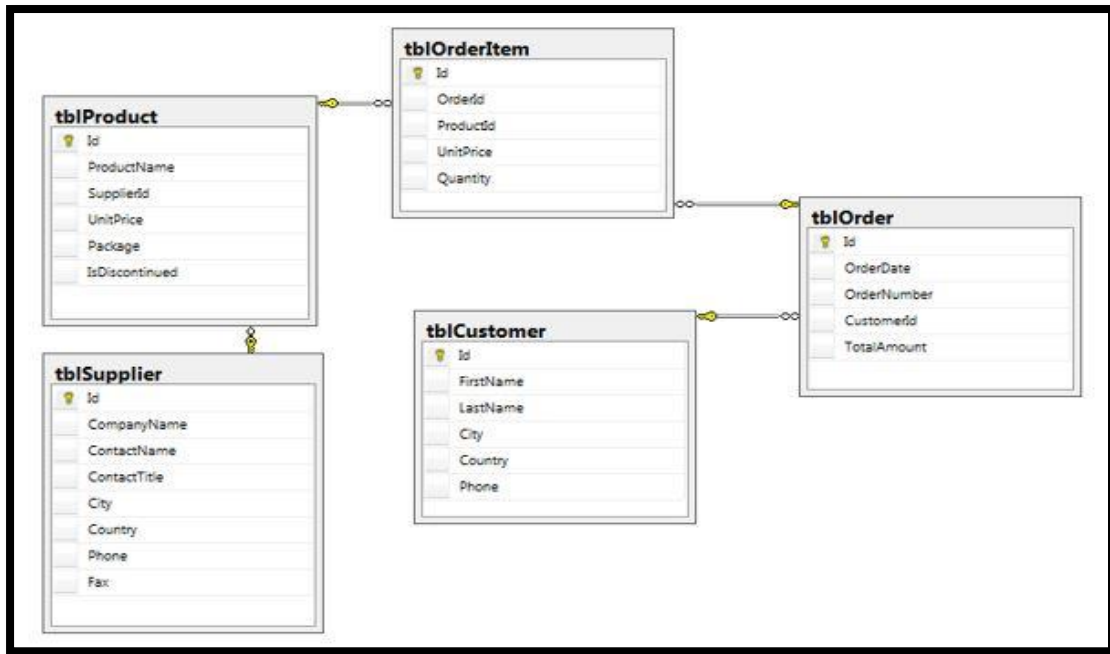 tblOrderItem
Id
OrderId
ProductId
UnitPrice
Quantity
tblProduct
Id
ProductName
SupplierId
UnitPrice
Package
IsDiscontinued
tblOrder
Id
OrderDate
OrderNumber
CustomerId
TotalAmount
tblCustomer
Id
FirstName
LastName
City
Country
Phone
tblSupplier
Id
CompanyName
ContactName
ContactTitle
City
Country
Phone
Fax